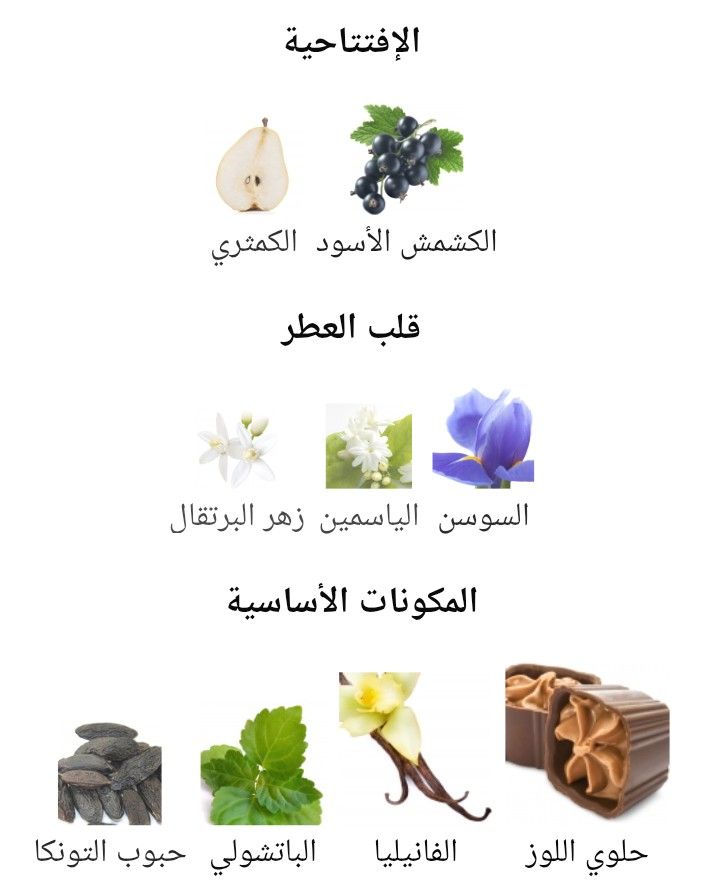 الإفتتاحية
الكشمش الأسود الكمثري
قلب العطر
السوسن الياسمين زهر البرتقال
المكونات الأساسية
حلوي اللوز الفانيليا الباتشولي حبوب التونكا